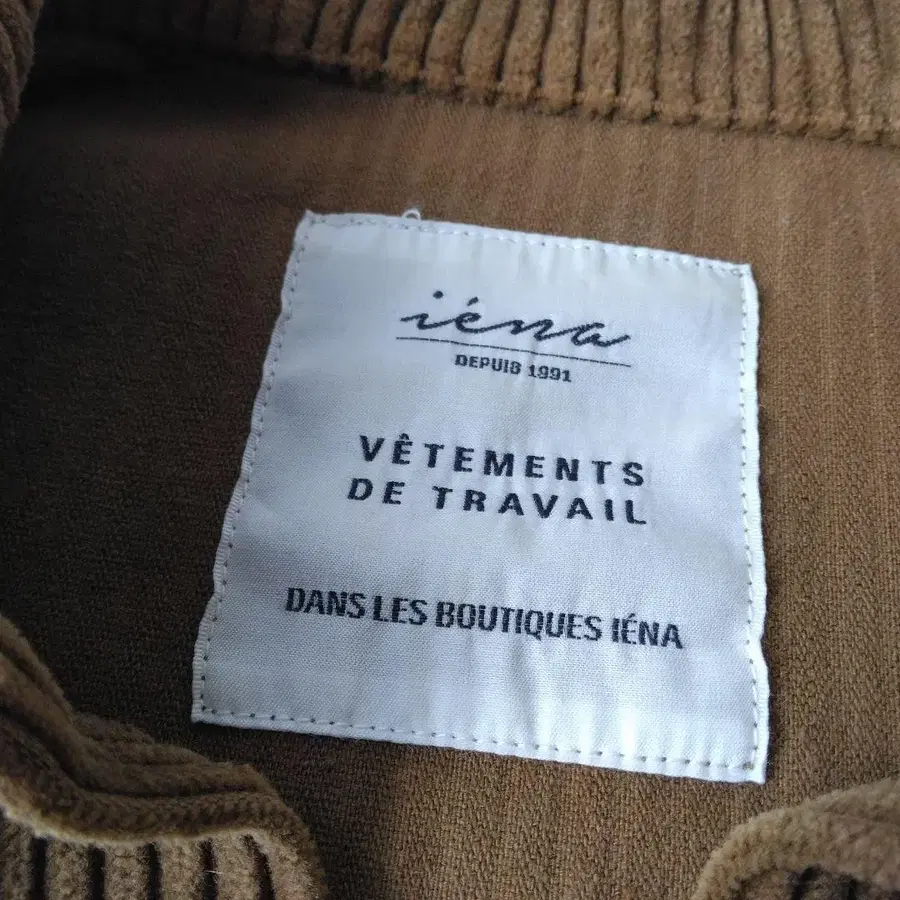 iéna
DEPUIS 1991
VÊTEMENTS
DE TRAVAIL
DANS LES BOUTIQUES IÉNA